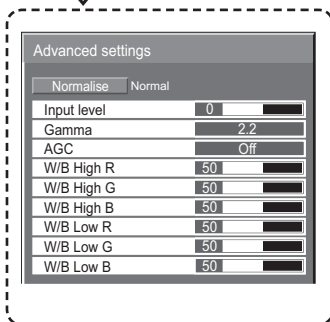 Advanced settings
Normalise Normal
Input level 0
Gamma 2.2
AGC Off
W/B High R 50
W/B High G 50
W/B High B 50
W/B Low R 50
W/B Low G 50
W/B Low B 50